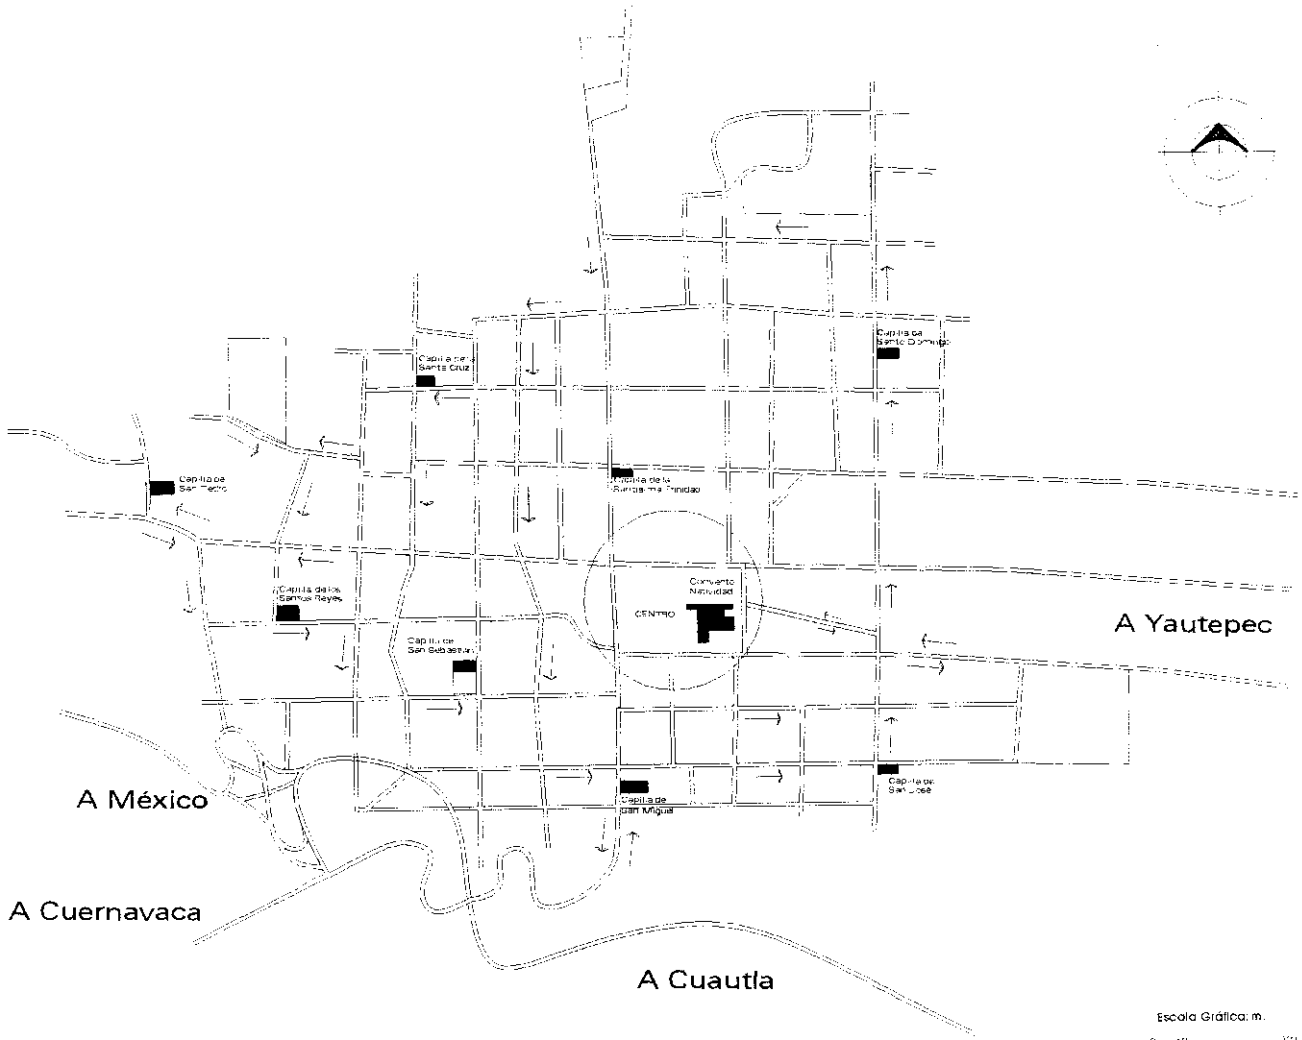 Capilla de
Santo Domingo
Capilla de la
Santa Cruz
Capilla de
San Pedro
Capilla de la
Santisima Trinidad
Convento
Natividad
CENTRO
Capilla de los
Santos Reyes
A Yautepec
Capilla de
San Sebastian
Capilla de
San José
A México
Capilla de
San Miguel
A Cuernavaca
A Cuautla
Escala Gráfica: m.